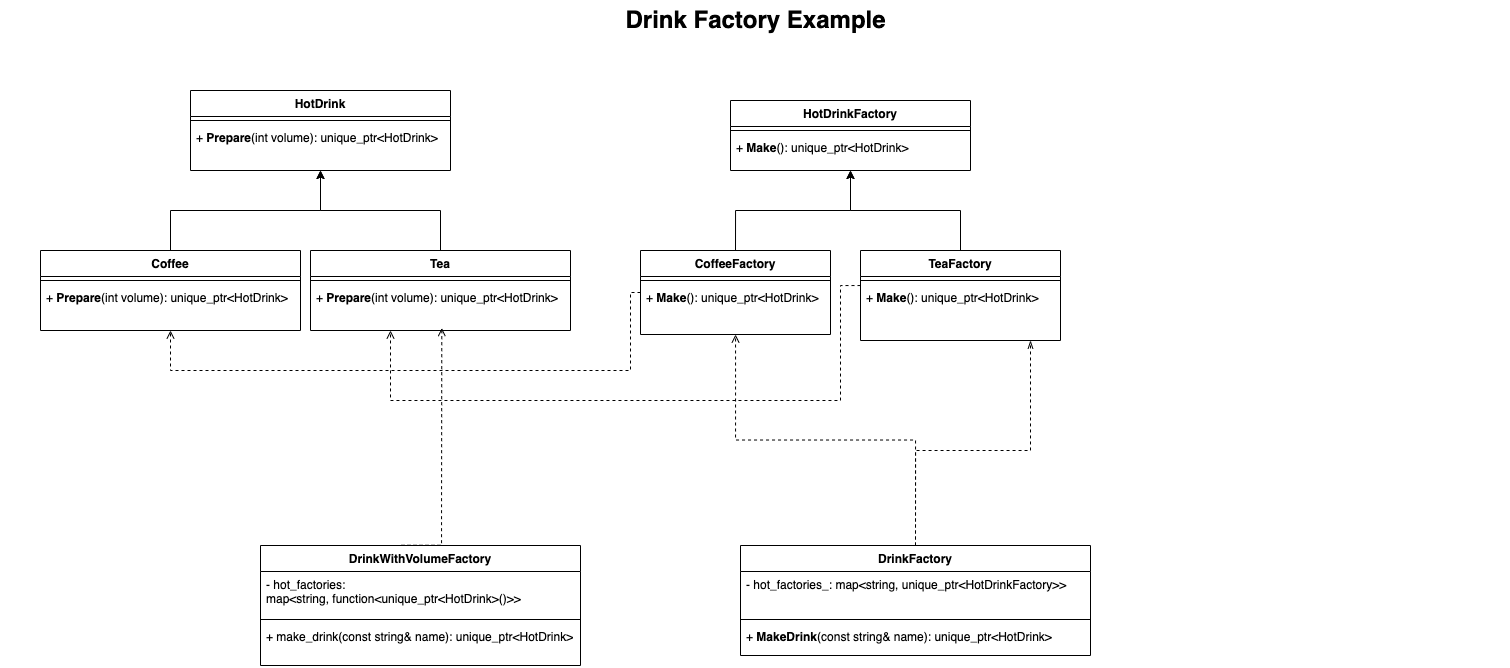 Drink Factory Example
HotDrink
+ Prepare(int volume): unique_ptr<HotDrink>
HotDrinkFactory
+ Make(): unique_ptr<HotDrink>
Coffee
+ Prepare(int volume): unique_ptr<HotDrink>
Tea
+ Prepare(int volume): unique_ptr<HotDrink>
CoffeeFactory
+ Make(): unique_ptr<HotDrink>
TeaFactory
+ Make(): unique_ptr<HotDrink>
DrinkWithVolumeFactory
- hot_factories:
map<string, function<unique_ptr<HotDrink>()>>
+ make_drink(const string& name): unique_ptr<HotDrink>
DrinkFactory
- hot_factories_: map<string, unique_ptr<HotDrinkFactory>>
+ MakeDrink(const string& name): unique_ptr<HotDrink>